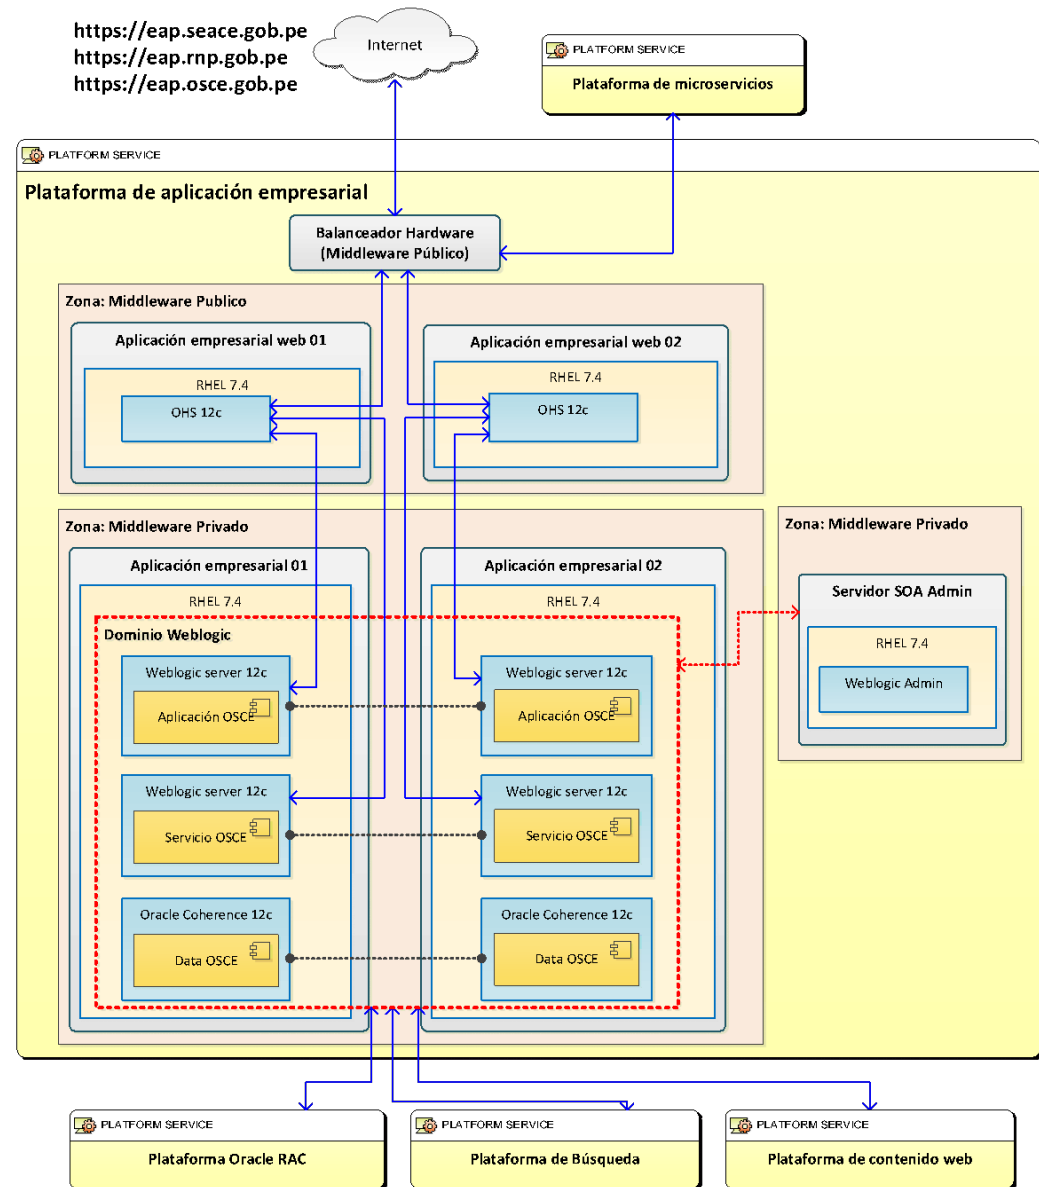 https://eap.seace.gob.pe
https://eap.rnp.gob.pe
https://eap.osce.gob.pe
Internet
PLATFORM SERVICE
Plataforma de microservicios
PLATFORM SERVICE
Plataforma de aplicación empresarial
Balanceador Hardware
(Middleware Público)
Zona: Middleware Publico
Aplicación empresarial web 01
RHEL 7.4
OHS 12c
Aplicación empresarial web 02
RHEL 7.4
OHS 12c
Zona: Middleware Privado
Aplicación empresarial 01
RHEL 7.4
Aplicación empresarial 02
RHEL 7.4
Dominio Weblogic
Weblogic server 12c
Aplicación OSCE
Weblogic server 12c
Aplicación OSCE
Weblogic server 12c
Servicio OSCE
Weblogic server 12c
Servicio OSCE
Oracle Coherence 12c
Data OSCE
Oracle Coherence 12c
Data OSCE
Zona: Middleware Privado
Servidor SOA Admin
RHEL 7.4
Weblogic Admin
PLATFORM SERVICE
Plataforma Oracle RAC
PLATFORM SERVICE
Plataforma de Búsqueda
PLATFORM SERVICE
Plataforma de contenido web